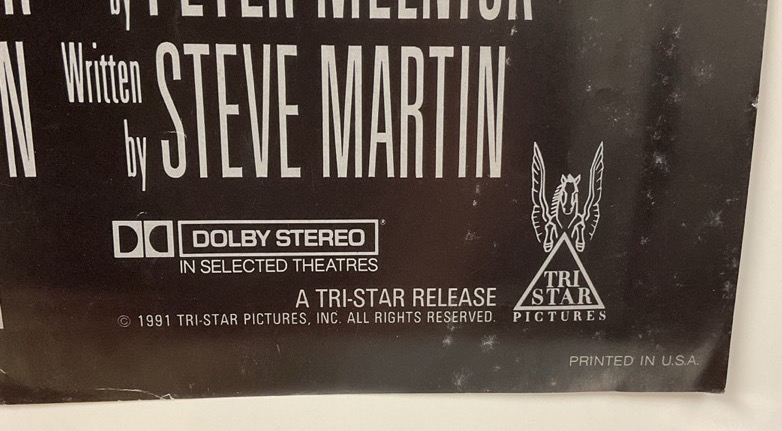 by
Written
by STEVE MARTIN
DOLBY STEREO®
IN SELECTED THEATRES
A TRI-STAR RELEASE
© 1991 TRI-STAR PICTURES, INC. ALL RIGHTS RESERVED.
TRI
STAR
PICTURES
PRINTED IN U.S.A.